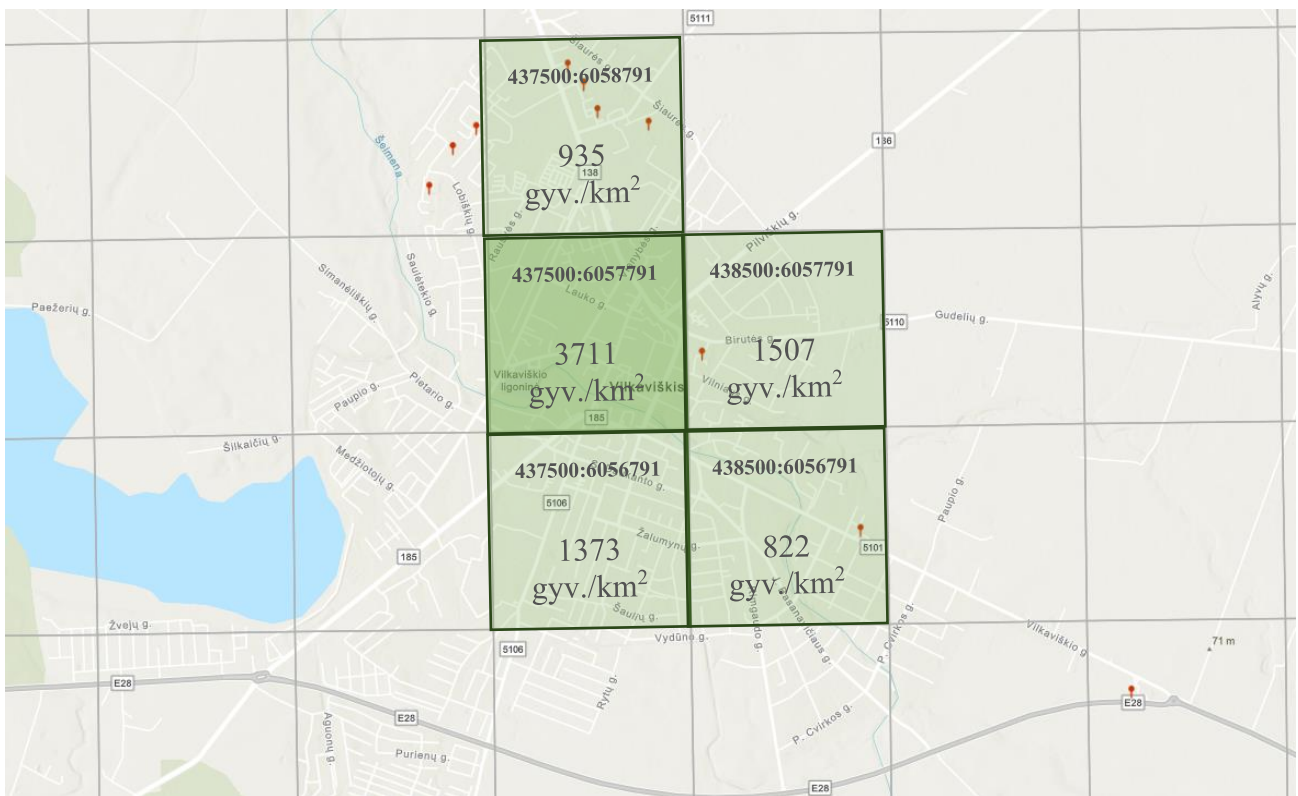 5111
Šiaurės g.
437500:6058791
Šiaurės g.
Šeimena
186
935
138
gyv./km²
Lobiškių g.
Pilviškių g.
Saulėtekio g.
437500:6057791
438500:6057791
Simanėliškių g.
Lauko g.
Alyvų g.
Paežerių g.
5110
Gudelių g.
Birutės g.
3711
1507
Vilkaviškio
ligoninė
Vilkaviškis
gyv./km²
gyv./km²
Pietario g.
Paupio g.
185
Šilkaičių g.
Medžiotojų g.
437500:6056791
438500:6056791
5106
Paupio g.
Žalumynų g.
1373
822
5101
185
gyv./km²
gyv./km²
Šaulių g.
Žvejų g.
Vydūno g.
P. Cvirkos g.
Vilkaviškio g
71 m
5106
E28
Rytų g.
E28
E28
Aguonų g.
P. Cvirkos g.
Purienų g.
E28